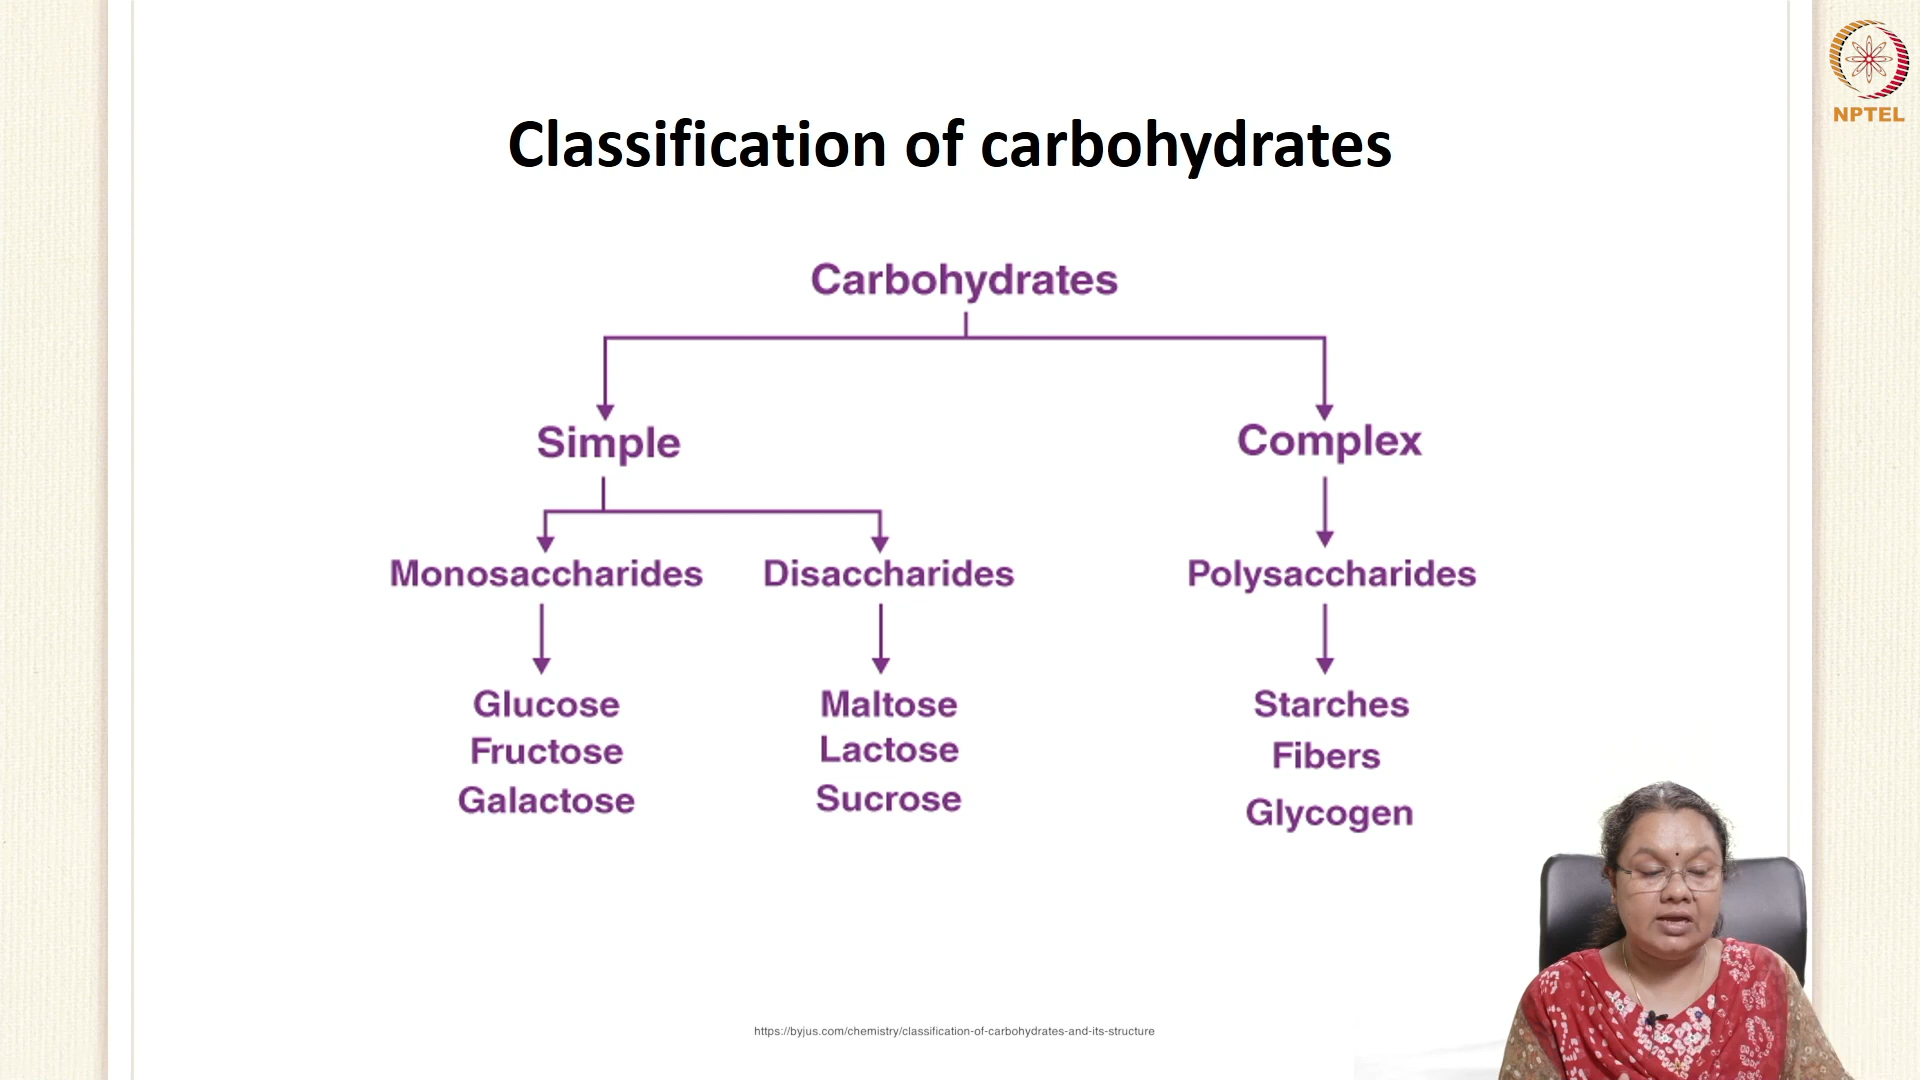 NPTEL
Classification of carbohydrates
Carbohydrates
Simple
Complex
Monosaccharides
Disaccharides
Polysaccharides
Glucose
Fructose
Galactose
Maltose
Lactose
Sucrose
Starches
Fibers
Glycogen
https://byjus.com/chemistry/classification-of-carbohydrates-and-its-structure